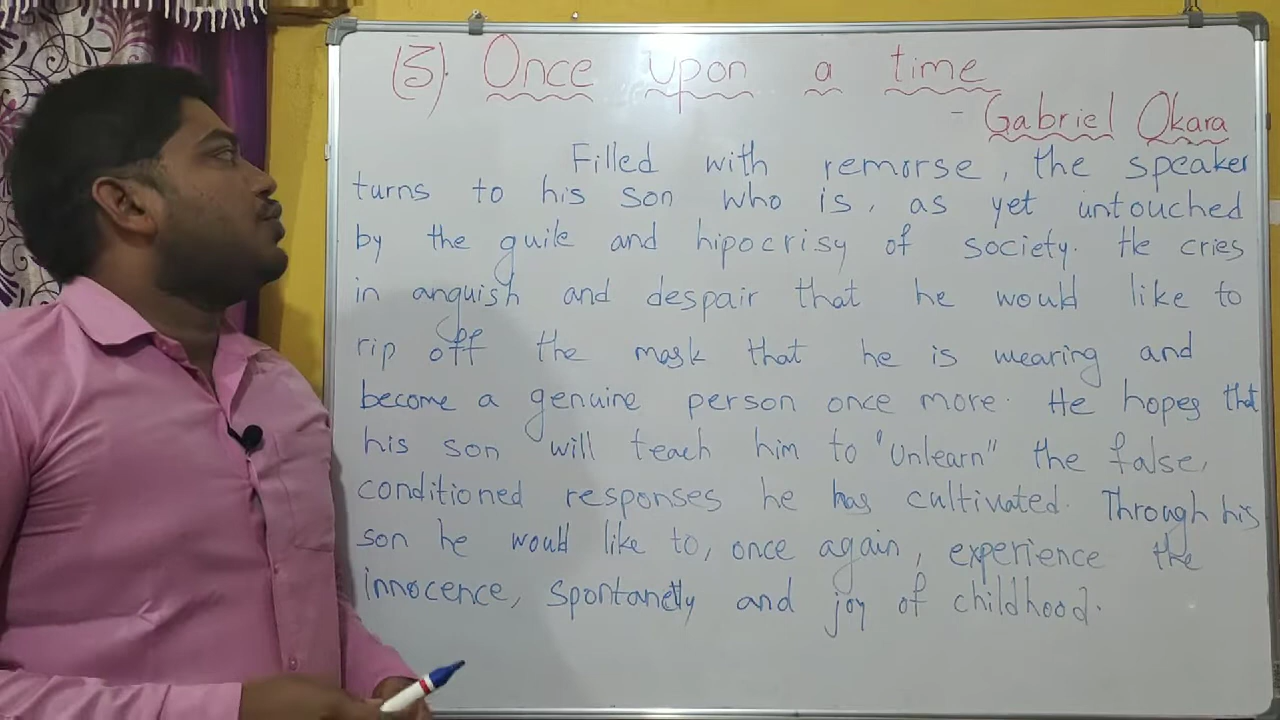 (5). Once upon a time
- Gabriel Okara
Filled with remorse, the speaker
turns to his son who is, as yet untouched
by the guile and hipocrisy of society. He cries
in anguish and despair that he would like to
rip off the mask that he is wearing and
become a genuine person once more. He hopes that
his son will teach him to "Unlearn" the false,
conditioned responses he has cultivated. Through his
son he would like to, once again, experience the
innocence, spontanetly and joy of childhood.